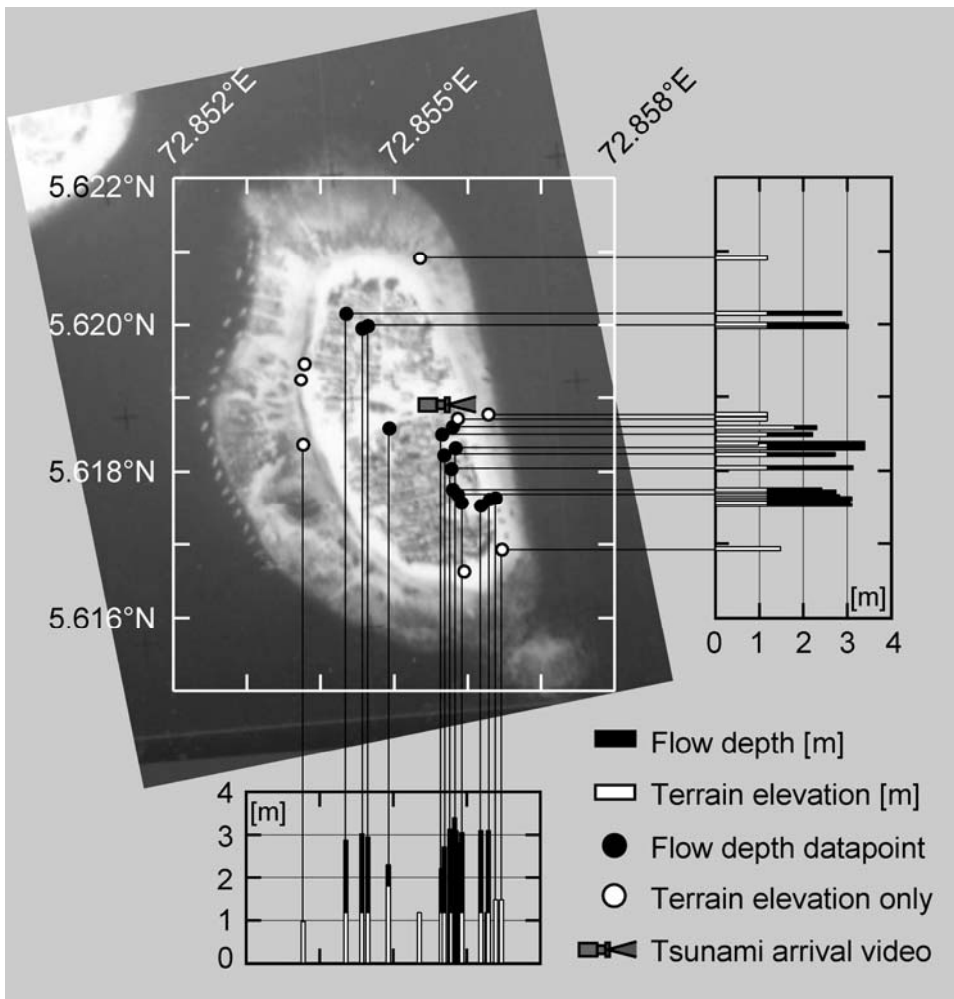 72.852°E
72.855°E
72.858°E
5.622°N
5.620°N
5.618°N
5.616°N
[m]
0 1 2 3 4
4
[m]
3
2
1
0
Flow depth [m]
Terrain elevation [m]
Flow depth datapoint
Terrain elevation only
Tsunami arrival video